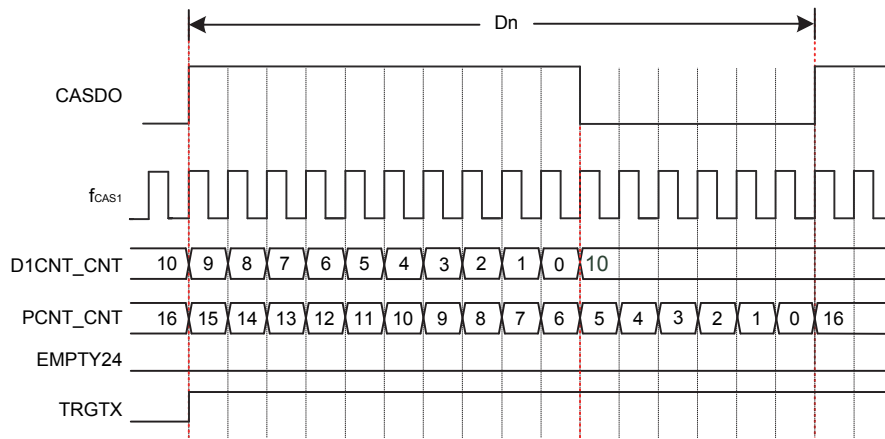 Dn
CASDO
fCAS1
D1CNT_CNT 10 9 8 7 6 5 4 3 2 1 0 10
PCNT_CNT 16 15 14 13 12 11 10 9 8 7 6 5 4 3 2 1 0 16
EMPTY24
TRGTX